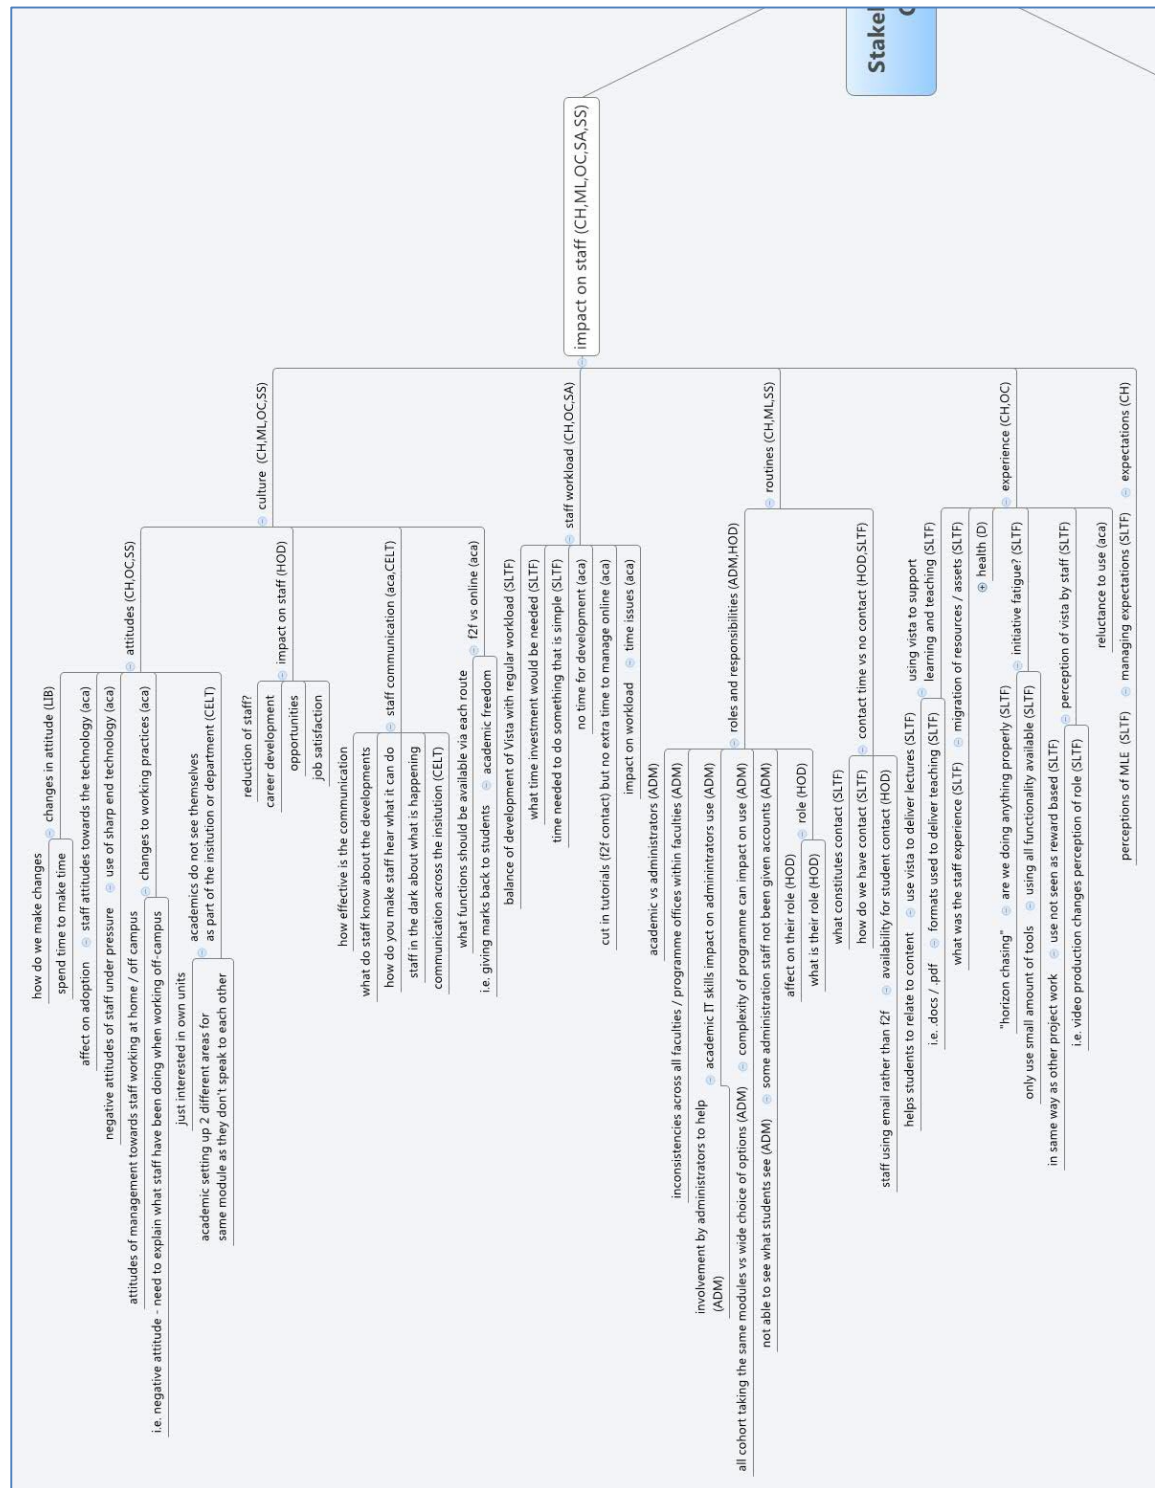 impact on staff (CH,ML,OC,SA,SS)
culture (CH,ML,OC,SS)
attitudes (CH,OC,SS)
changes in attitude (LIB)
how do we make changes
spend time to make time
staff attitudes towards the technology (aca)
affect on adoption
use of sharp end technology (aca)
negative attitudes of staff under pressure
changes to working practices (aca)
attitudes of management towards staff working at home / off campus
i.e. negative attitude - need to explain what staff have been doing when working off-campus
academics do not see themselves
as part of the insitution or department (CELT)
just interested in own units
academic setting up 2 different areas for
same module as they don't speak to each other
impact on staff (HOD)
reduction of staff?
career development
opportunities
job satisfaction
staff communication (aca,CELT)
how effective is the communication
what do staff know about the developments
how do you make staff hear what it can do
staff in the dark about what is happening
communication across the insitution (CELT)
f2f vs online (aca)
what functions should be available via each route
academic freedom
i.e. giving marks back to students
staff workload (CH,OC,SA)
balance of development of Vista with regular workload (SLTF)
what time investment would be needed (SLTF)
time needed to do something that is simple (SLTF)
no time for development (aca)
cut in tutorials (f2f contact) but no extra time to manage online (aca)
time issues (aca)
impact on workload
routines (CH,ML,SS)
roles and responsibilities (ADM,HOD)
academic vs administrators (ADM)
inconsistencies across all faculties / programme offices within faculties (ADM)
academic IT skills impact on adminintrators use (ADM)
involvement by administrators to help
(ADM)
complexity of programme can impact on use (ADM)
all cohort taking the same modules vs wide choice of options (ADM)
some administration staff not been given accounts (ADM)
not able to see what students see (ADM)
role (HOD)
affect on their role (HOD)
what is their role (HOD)
contact time vs no contact (HOD,SLTF)
what constitutes contact (SLTF)
how do we have contact (SLTF)
availability for student contact (HOD)
staff using email rather than f2f
experience (CH,OC)
using vista to support
learning and teaching (SLTF)
use vista to deliver lectures (SLTF)
helps students to relate to content
formats used to deliver teaching (SLTF)
i.e. .docs / .pdf
migration of resources / assets (SLTF)
what was the staff experience (SLTF)
health (D)
initiative fatigue? (SLTF)
are we doing anything properly (SLTF)
"horizon chasing"
using all functionality available (SLTF)
only use small amount of tools
perception of vista by staff (SLTF)
use not seen as reward based (SLTF)
in same way as other project work
i.e. video production changes perception of role (SLTF)
reluctance to use (aca)
expectations (CH)
managing expectations (SLTF)
perceptions of MLE (SLTF)